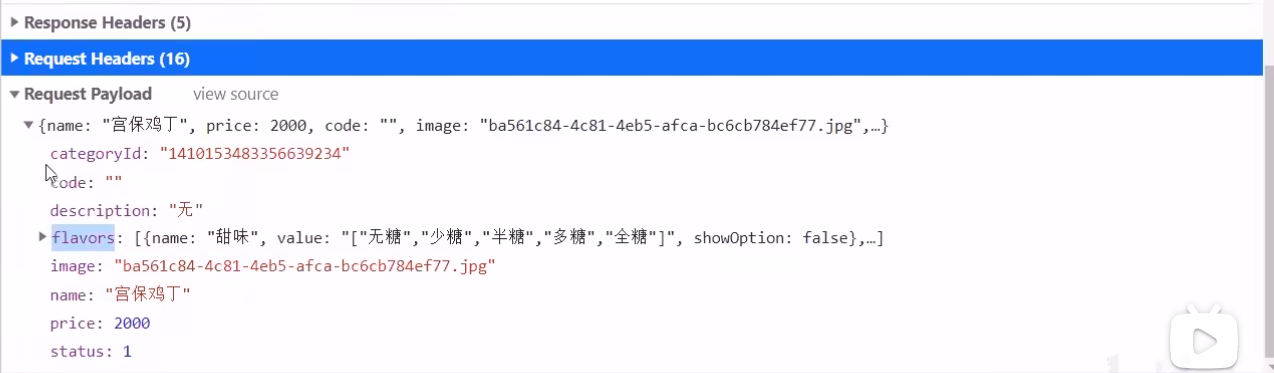 Response Headers (5)
Request Headers (16)
Request Payload view source
{name: "宫保鸡丁", price: 2000, code: "", image: "ba561c84-4c81-4eb5-afca-bc6cb784ef77.jpg",…}
categoryId: "1410153483356639234"
code: ""
description: "无"
flavors: [{name: "甜味", value: "["无糖","少糖","半糖","多糖","全糖"]", showOption: false},…]
image: "ba561c84-4c81-4eb5-afca-bc6cb784ef77.jpg"
name: "宫保鸡丁"
price: 2000
status: 1